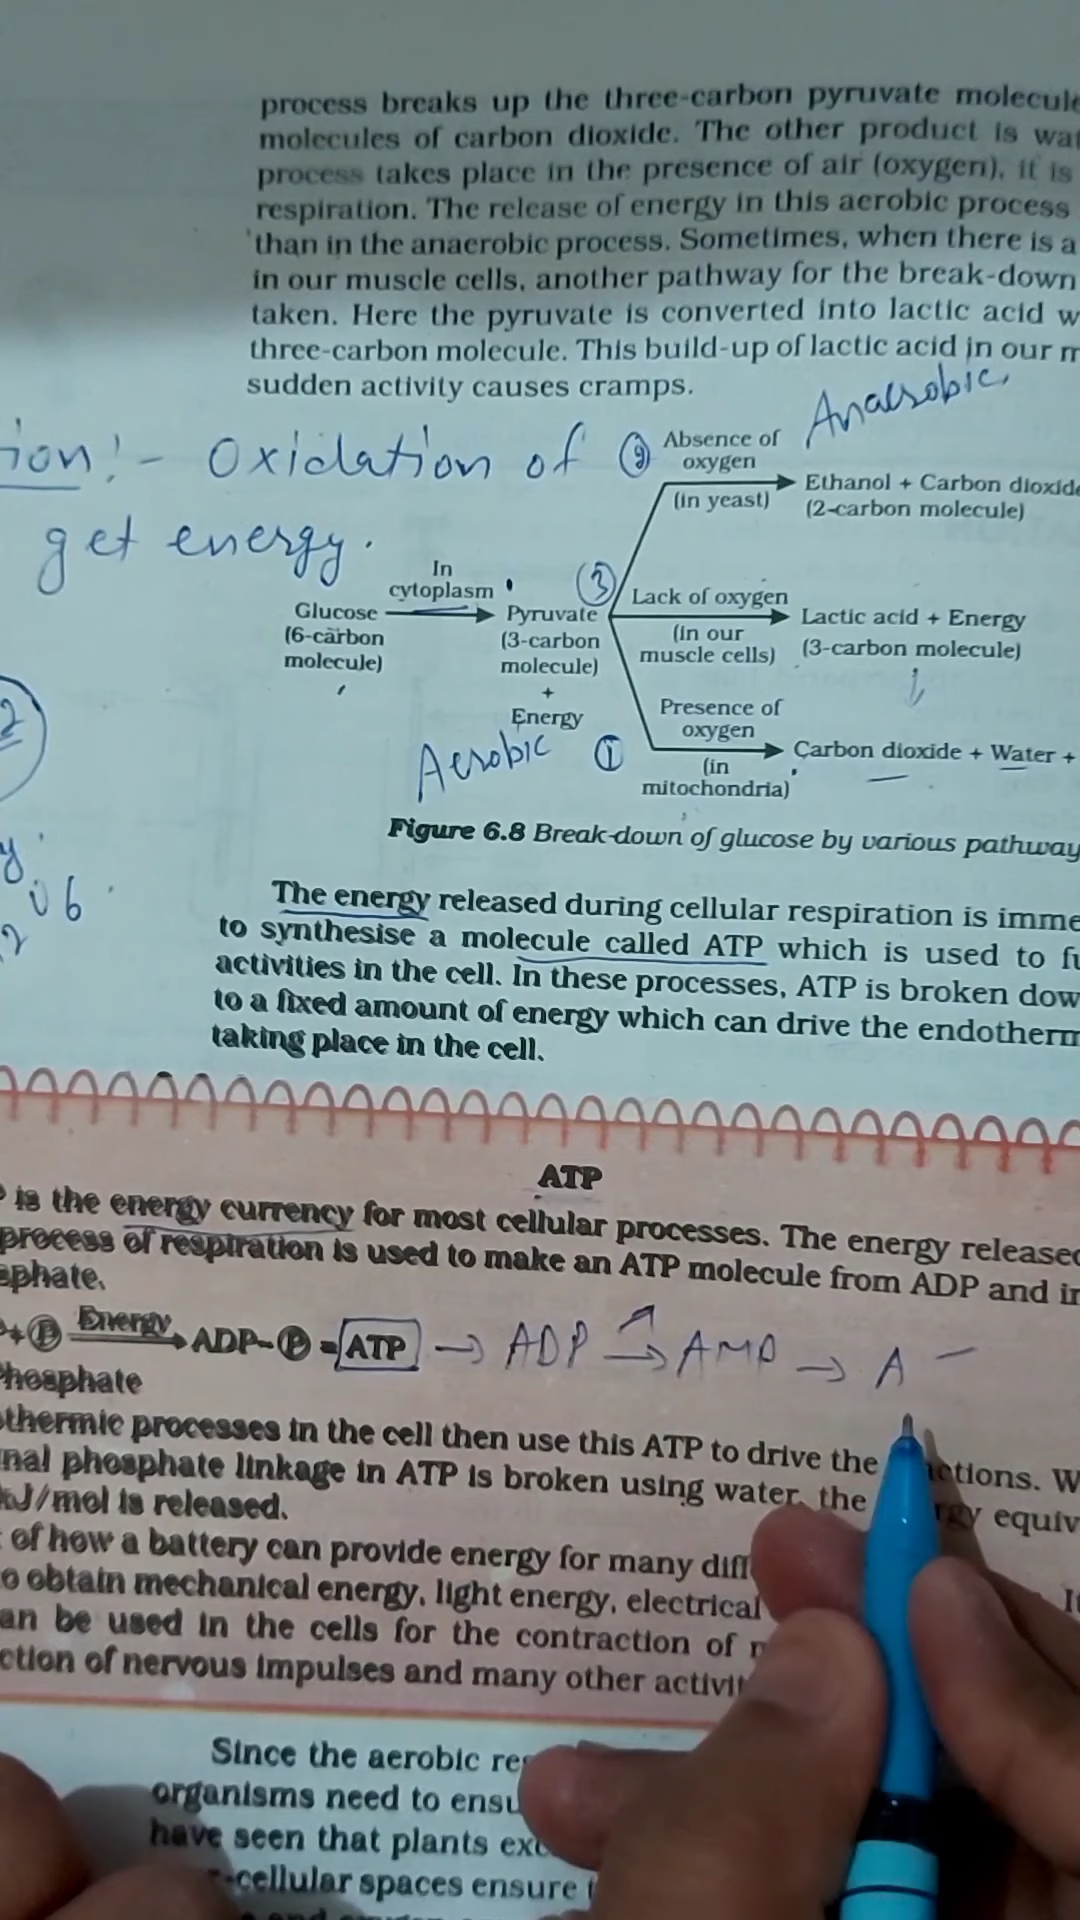 process breaks up the three-carbon pyruvate
molecules of carbon dioxide. The other product is
process takes place in the presence of air (oxygen), it is
respiration. The release of energy in this aerobic process
than in the anaerobic process. Sometimes, when there is a
in our muscle cells, another pathway for the break-down
taken. Here the pyruvate is converted into lactic acid w
three-carbon molecule. This build-up of lactic acid in our m
sudden activity causes cramps.
Anaerobic
ion:- Oxidation of
get energy.
② Absence of
oxygen
(in yeast)
Ethanol + Carbon
(2-carbon molecule)
Glucose
(6-carbon
molecule)
In
cytoplasm
Pyruvate
(3-carbon
molecule)
+
Energy
③ Lack of oxygen
(in our
muscle cells)
Lactic acid + Energy
(3-carbon molecule)
↓
2
Aerobic
① Presence of
oxygen
(in
mitochondria)
Carbon dioxide + Water +
Figure 6.8 Break-down of glucose by various pathway
y
06
2
The energy released during cellular respiration is imme
to synthesise a molecule called ATP which is used to fu
activities in the cell. In these processes, ATP is broken dow
to a fixed amount of energy which can drive the endotherm
taking place in the cell.
ATP
P is the energy currency for most cellular processes. The energy released
process of respiration is used to make an ATP molecule from ADP and in
sphate.
+ Ⓟ Energy→ ADP~Ⓟ = ATP → ADP → AMP → A –
hosphate
othermic processes in the cell then use this ATP to drive the W
nal phosphate linkage in ATP is broken using water, the equiv
kJ/mol is released.
of how a battery can provide energy for many diff
o obtain mechanical energy, light energy, electrical It
an be used in the cells for the contraction of
ction of nervous impulses and many other activit
Since the aerobic res
organisms need to ensu
have seen that plants exc
-cellular spaces ensure t